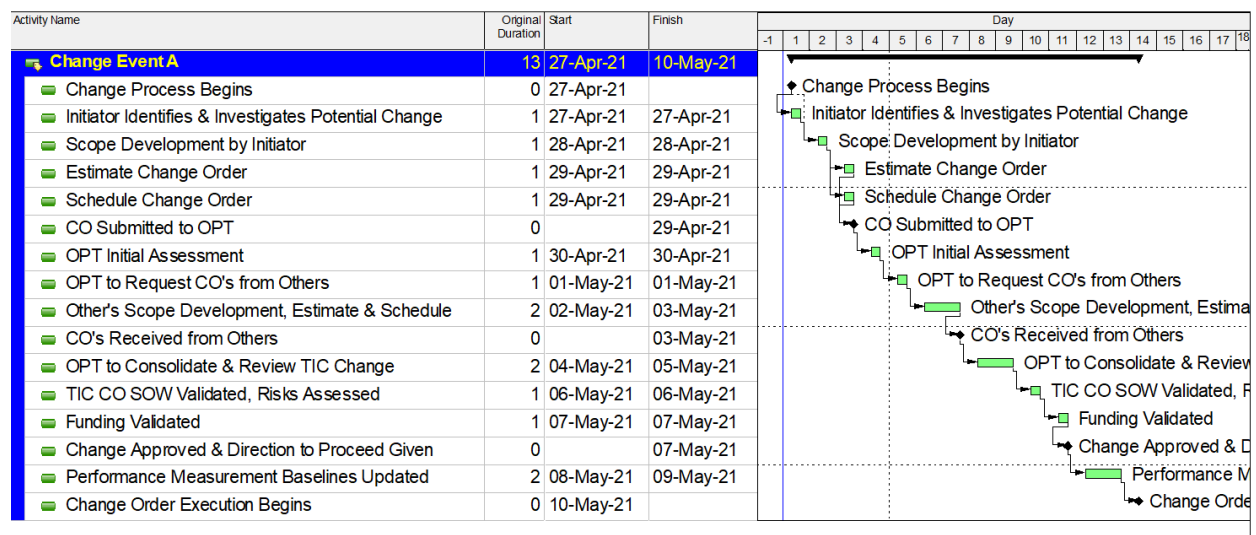 Activity Name Original Duration Start Finish Day
-1 1 2 3 4 5 6 7 8 9 10 11 12 13 14 15 16 17 18
Change Event A 13 27-Apr-21 10-May-21
Change Process Begins 0 27-Apr-21 Change Process Begins
Initiator Identifies & Investigates Potential Change 1 27-Apr-21 27-Apr-21 Initiator Identifies & Investigates Potential Change
Scope Development by Initiator 1 28-Apr-21 28-Apr-21 Scope Development by Initiator
Estimate Change Order 1 29-Apr-21 29-Apr-21 Estimate Change Order
Schedule Change Order 1 29-Apr-21 29-Apr-21 Schedule Change Order
CO Submitted to OPT 0 29-Apr-21 CO Submitted to OPT
OPT Initial Assessment 1 30-Apr-21 30-Apr-21 OPT Initial Assessment
OPT to Request CO's from Others 1 01-May-21 01-May-21 OPT to Request CO's from Others
Other's Scope Development, Estimate & Schedule 2 02-May-21 03-May-21 Other's Scope Development, Estima
CO's Received from Others 0 03-May-21 CO's Received from Others
OPT to Consolidate & Review TIC Change 2 04-May-21 05-May-21 OPT to Consolidate & Review
TIC CO SOW Validated, Risks Assessed 1 06-May-21 06-May-21 TIC CO SOW Validated, R
Funding Validated 1 07-May-21 07-May-21 Funding Validated
Change Approved & Direction to Proceed Given 0 07-May-21 Change Approved & D
Performance Measurement Baselines Updated 2 08-May-21 09-May-21 Performance M
Change Order Execution Begins 0 10-May-21 Change Orde